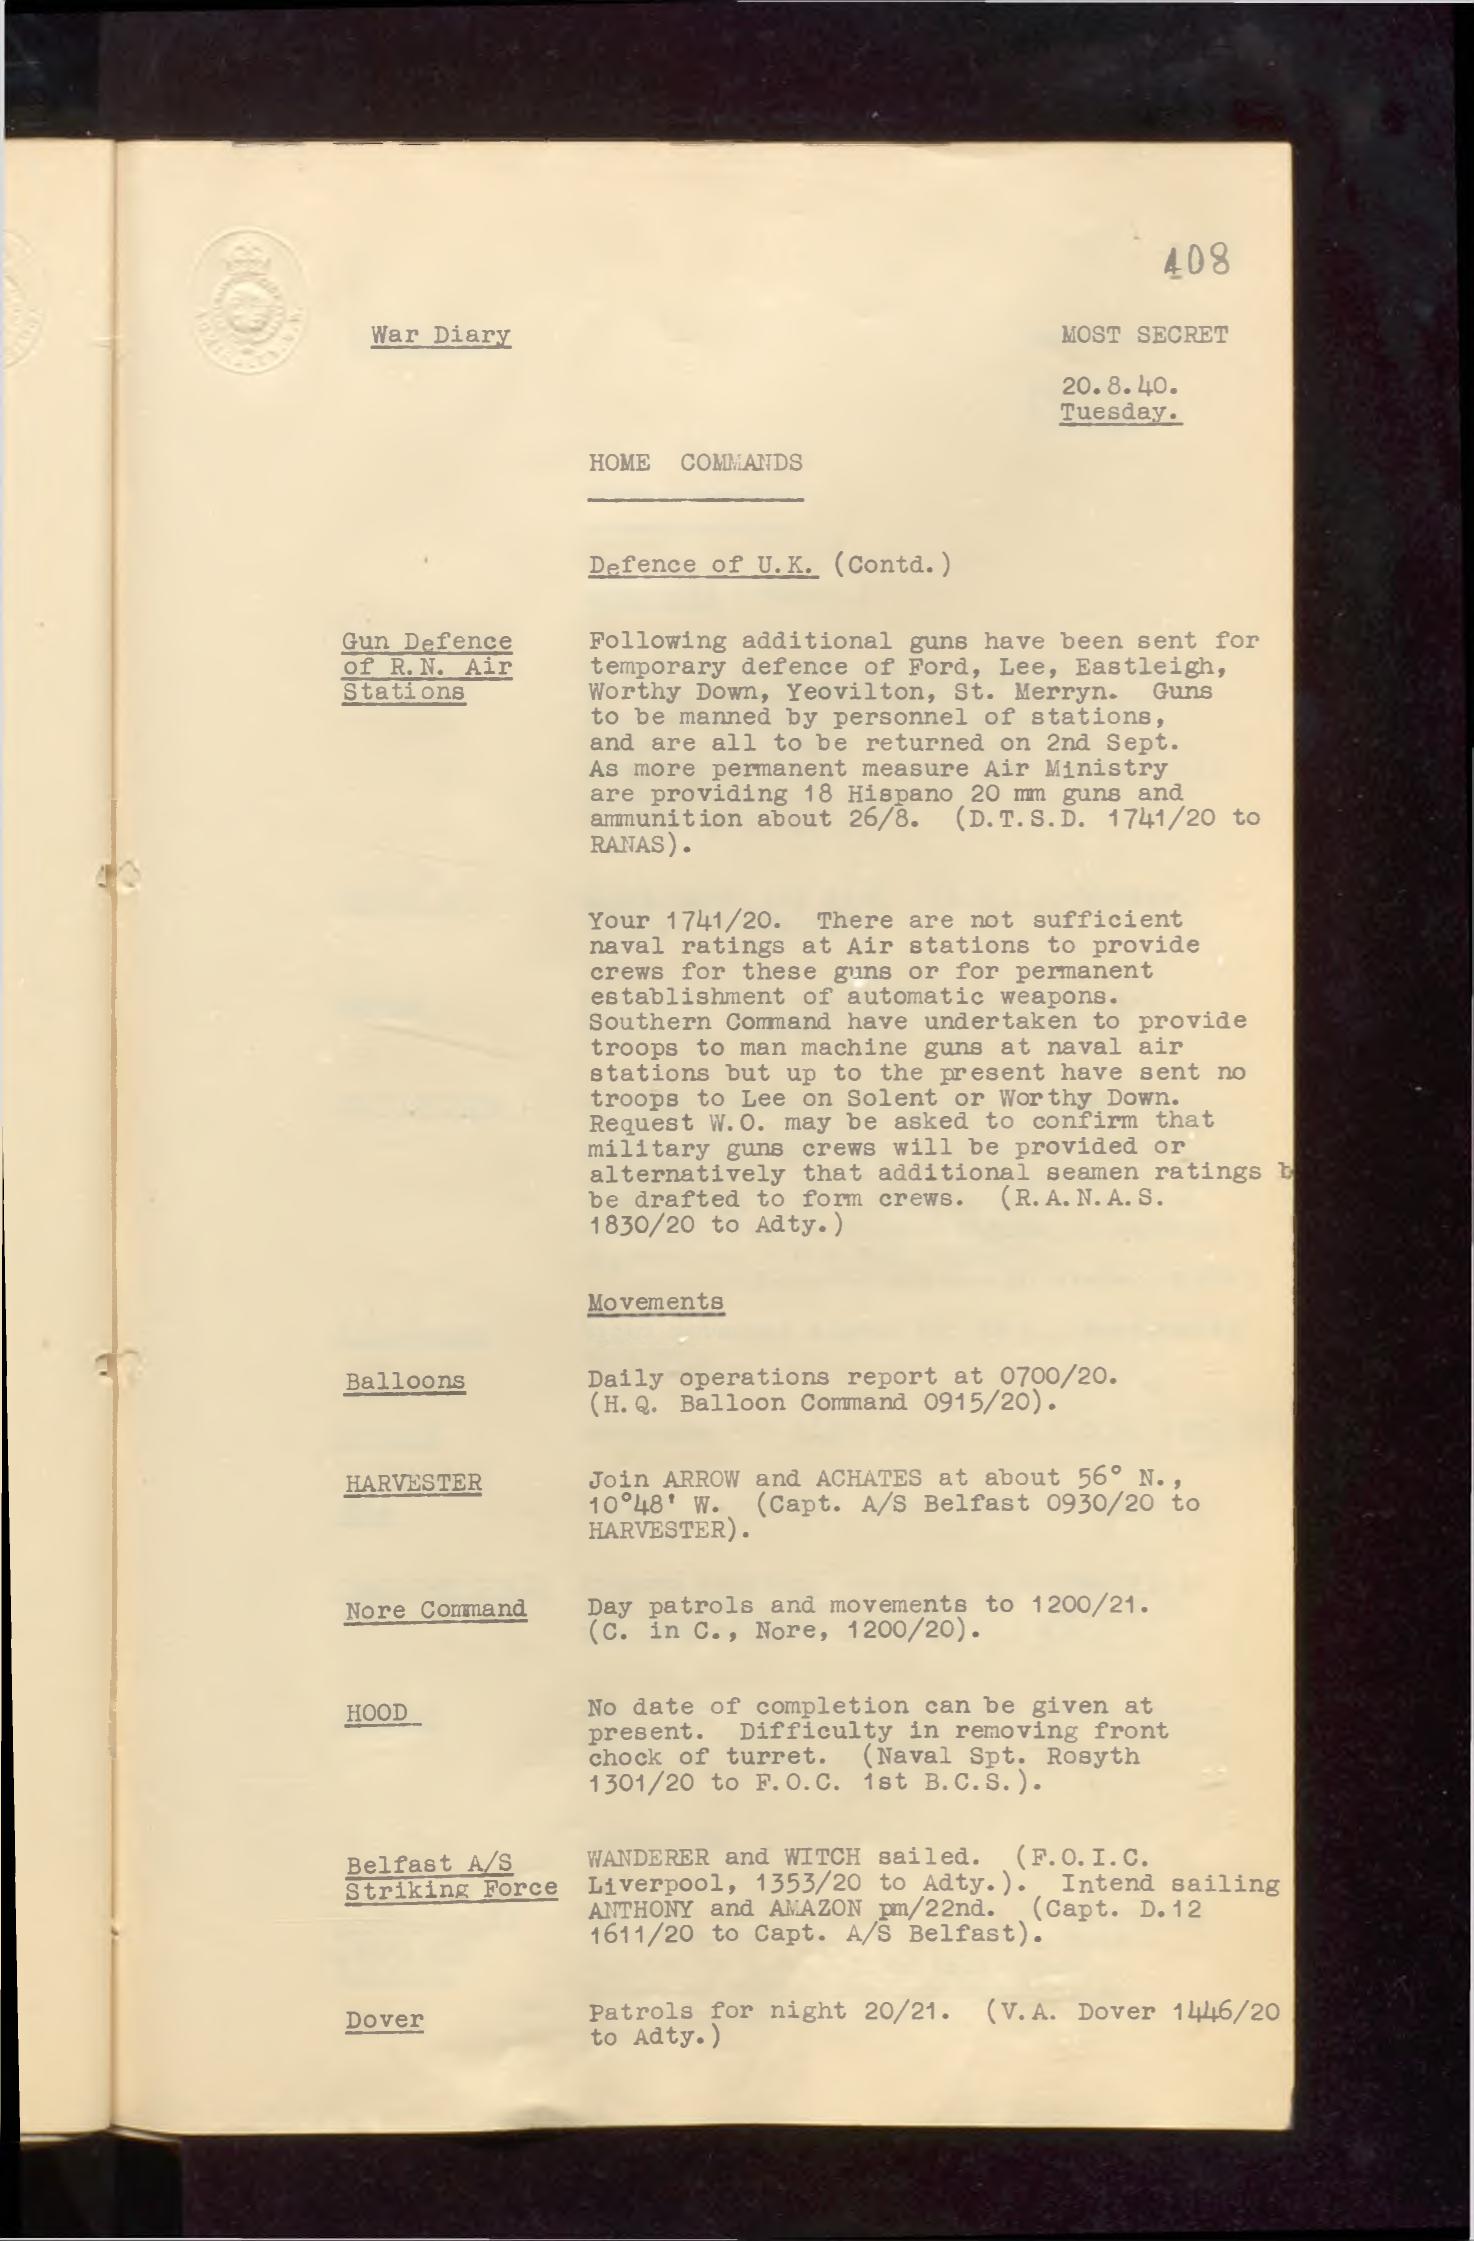 408
War Diary
MOST SECRET
20.8.40.
Tuesday.
HOME COMMANDS
Defence of U.K. (Contd.)
Gun Defence
of R.N. Air
Stations
Following additional guns have been sent for
temporary defence of Ford, Lee, Eastleigh,
Worthy Down, Yeovilton, St. Merryn. Guns
to be manned by personnel of stations,
and are all to be returned on 2nd Sept.
As more permanent measure Air Ministry
are providing 18 Hispano 20 mm guns and
ammunition about 26/8. (D.T.S.D. 1741/20 to
RANAS).
Your 1741/20. There are not sufficient
naval ratings at Air stations to provide
crews for these guns or for permanent
establishment of automatic weapons.
Southern Command have undertaken to provide
troops to man machine guns at naval air
stations but up to the present have sent no
troops to Lee on Solent or Worthy Down.
Request W.O. may be asked to confirm that
military guns crews will be provided or
alternatively that additional seamen ratings b
be drafted to form crews. (R.A.N.A.S.
1830/20 to Adty.)
Movements
Balloons
Daily operations report at 0700/20.
(H.Q. Balloon Command 0915/20).
HARVESTER
Join ARROW and ACHATES at about 56° N.,
10°48' W. (Capt. A/S Belfast 0930/20 to
HARVESTER).
Nore Command
Day patrols and movements to 1200/21.
(C. in C., Nore, 1200/20).
HOOD
No date of completion can be given at
present. Difficulty in removing front
chock of turret. (Naval Spt. Rosyth
1301/20 to F.O.C. 1st B.C.S.).
Belfast A/S
Striking Force
WANDERER and WITCH sailed. (F.O.I.C.
Liverpool, 1353/20 to Adty.). Intend sailing
ANTHONY and AMAZON pm/22nd. (Capt. D.12
1611/20 to Capt. A/S Belfast).
Dover
Patrols for night 20/21. (V.A. Dover 1446/20
to Adty.)